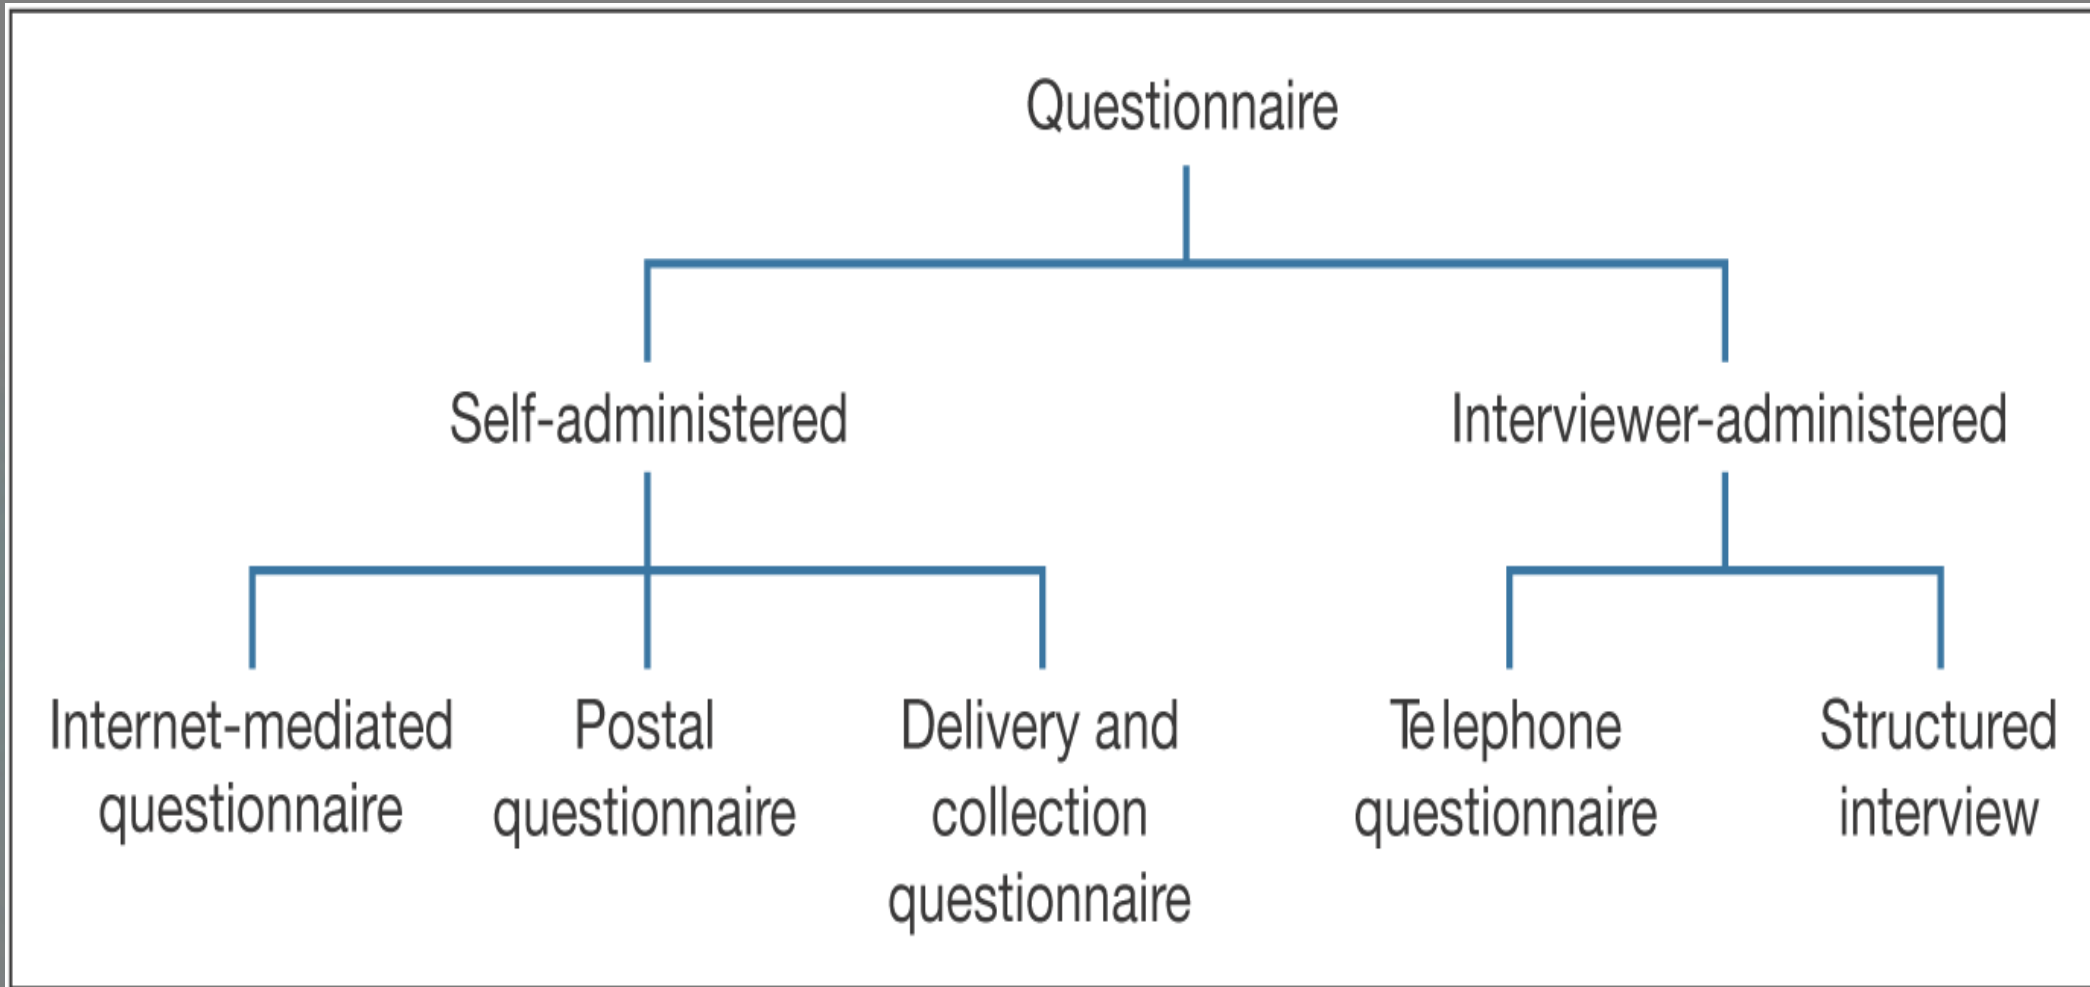 Questionnaire
Self-administered
Interviewer-administered
Internet-mediated
questionnaire
Postal
questionnaire
Delivery and
collection
questionnaire
Telephone
questionnaire
Structured
interview